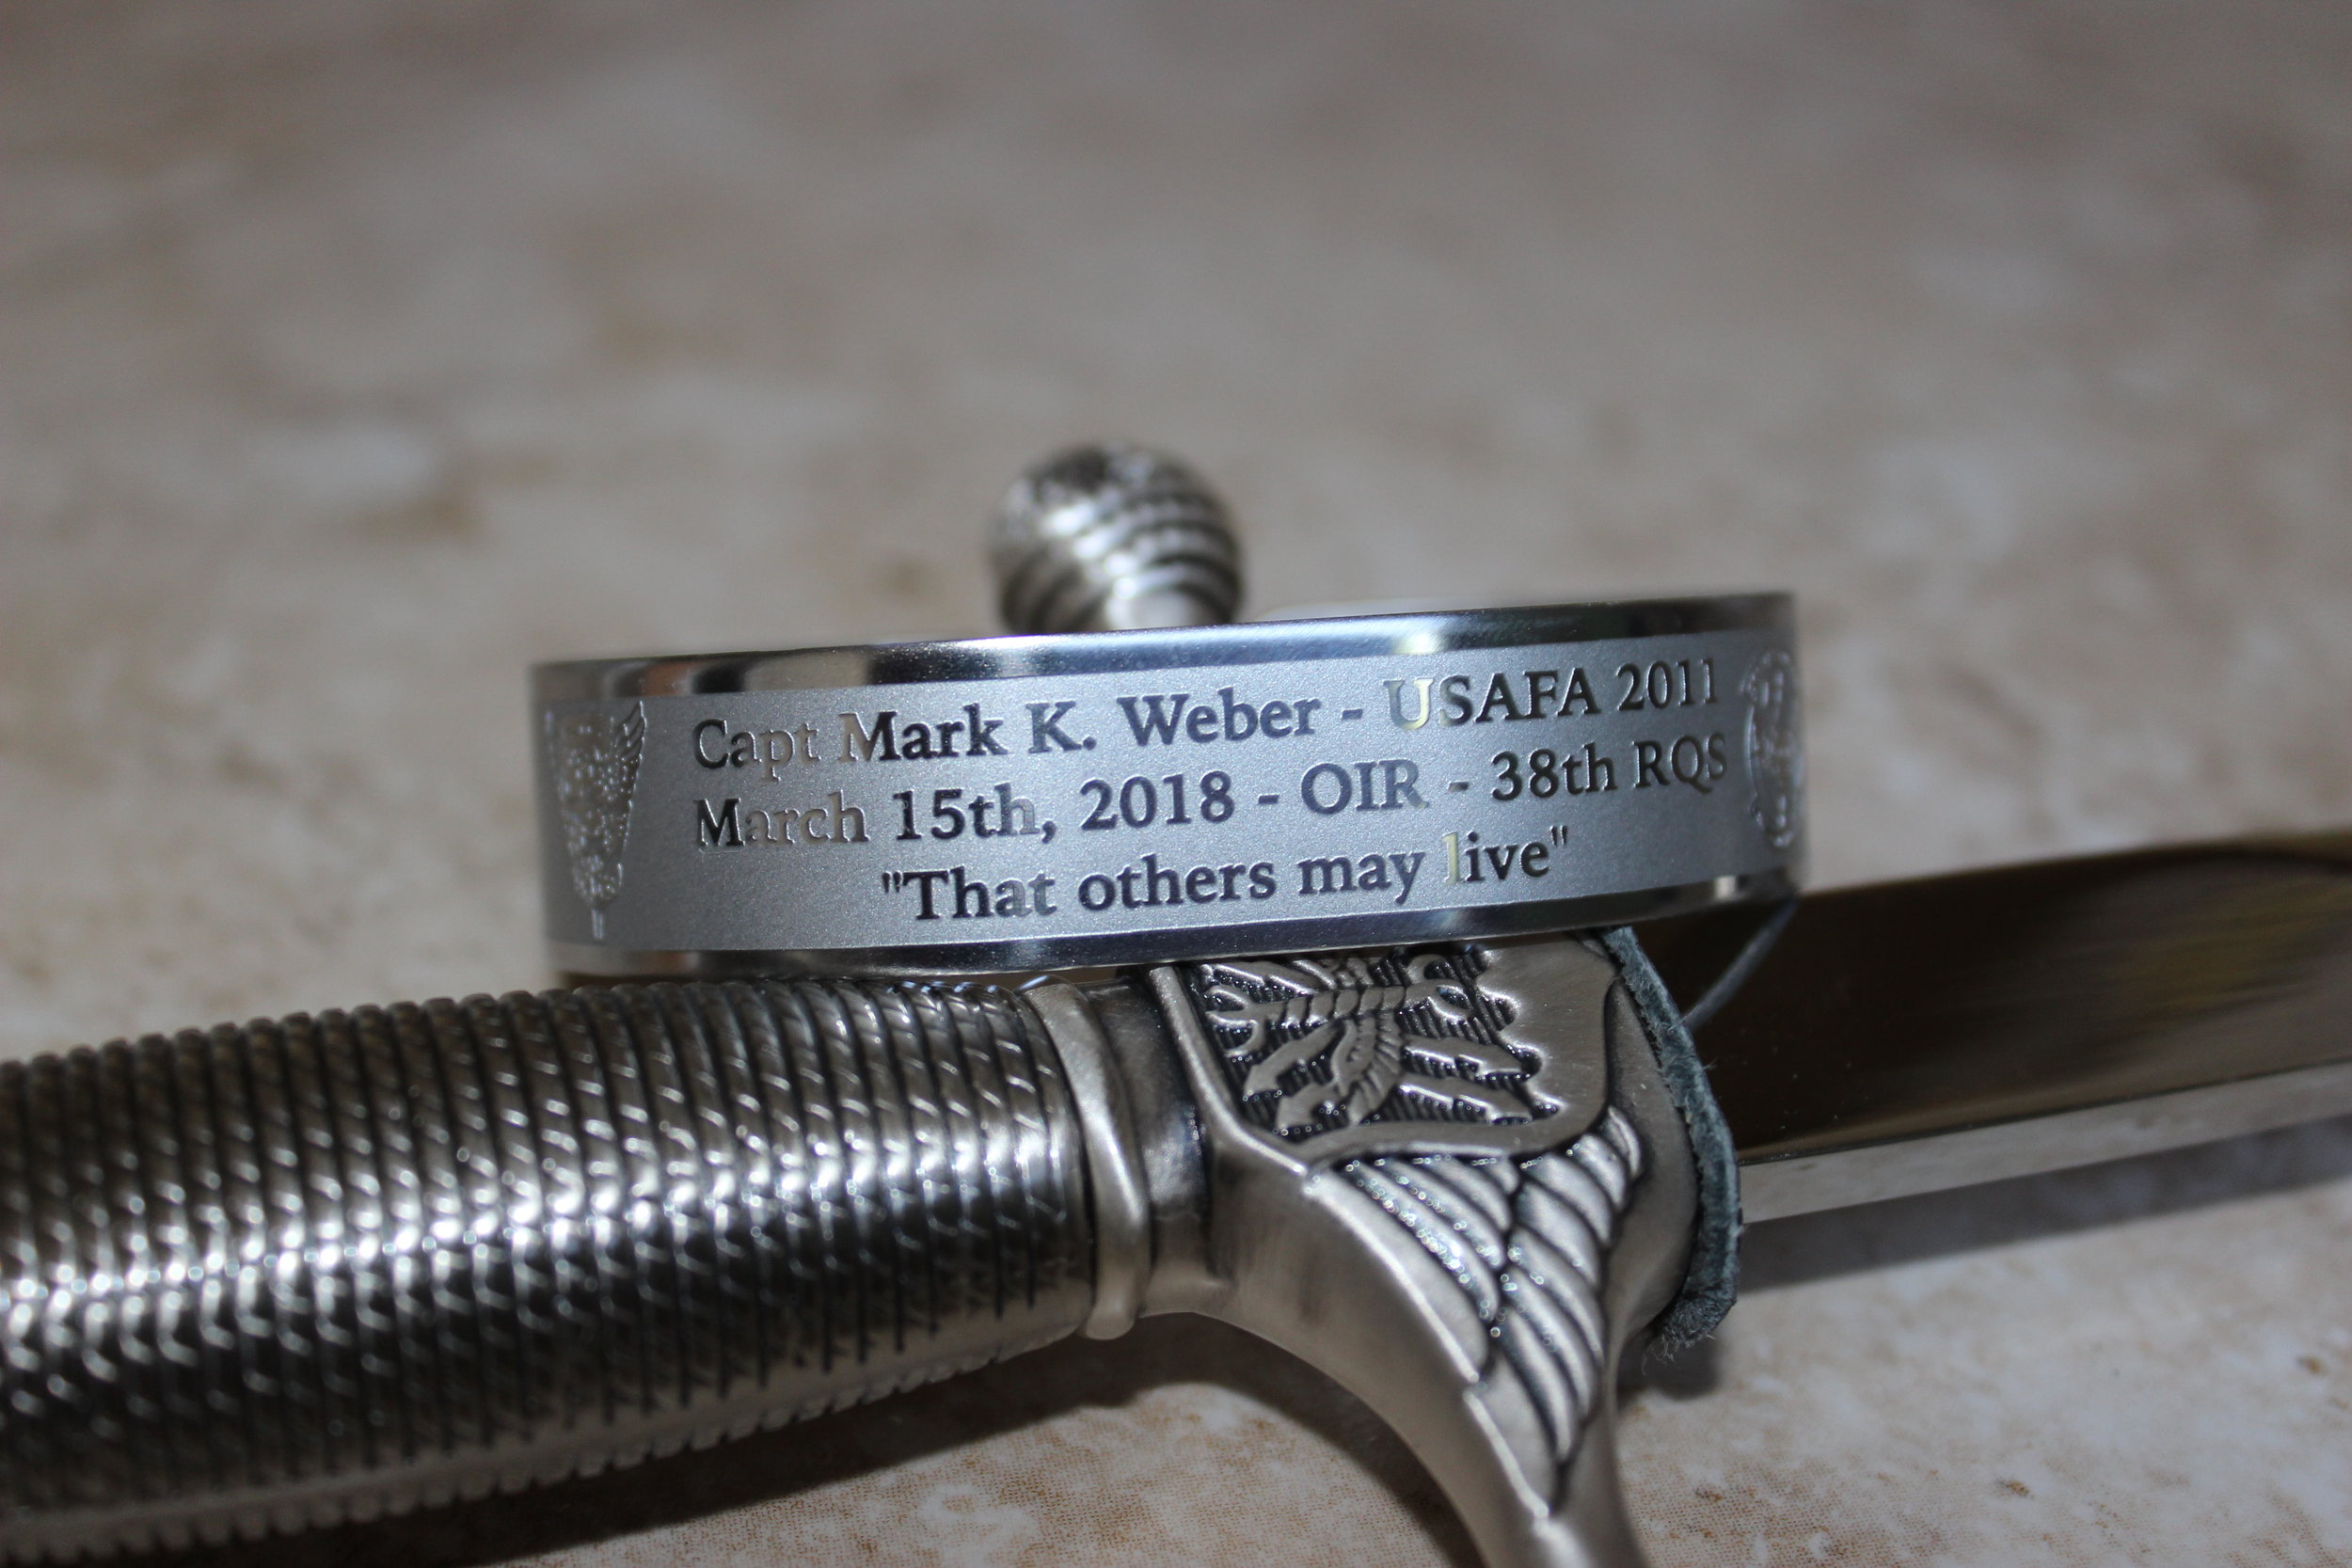 Capt Mark K. Weber - USAFA 2011
March 15th, 2018 - OIR - 38th RQS
"That others may live"